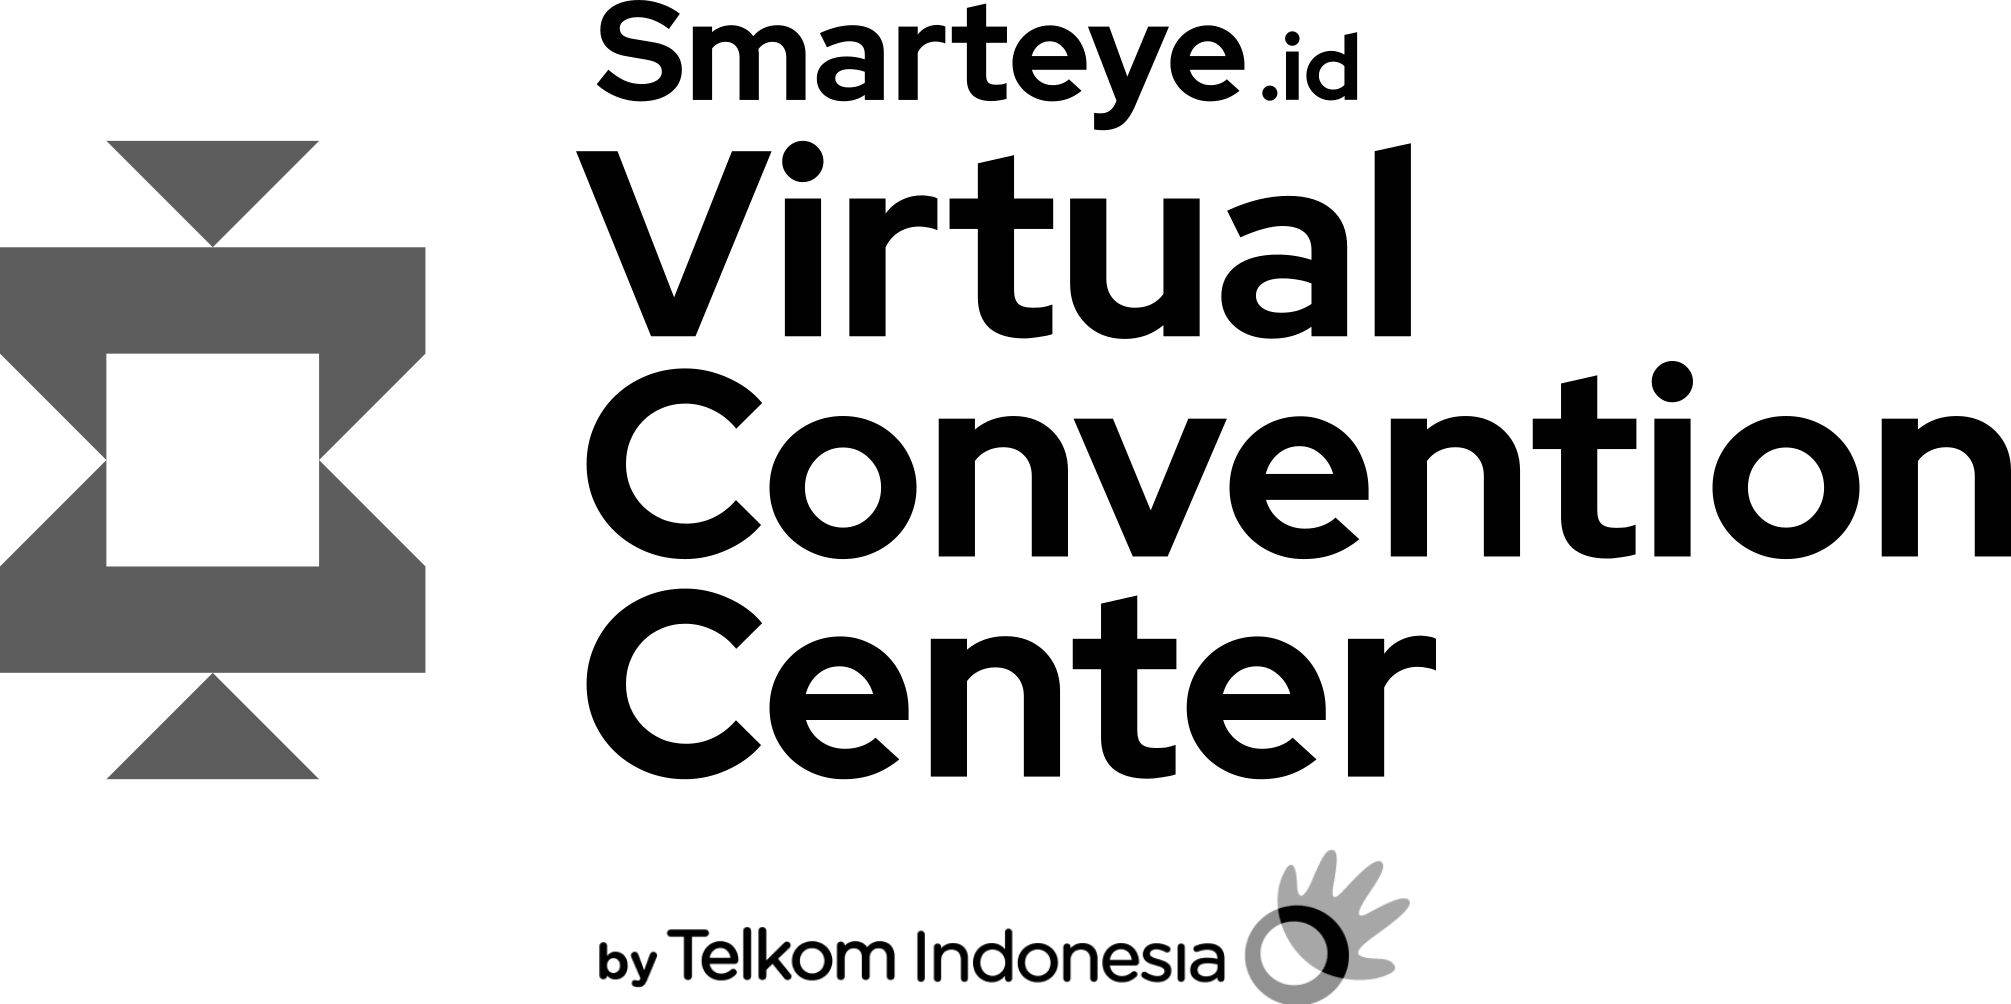 Smarteye.id
Virtual
Convention
Center
by Telkom Indonesia